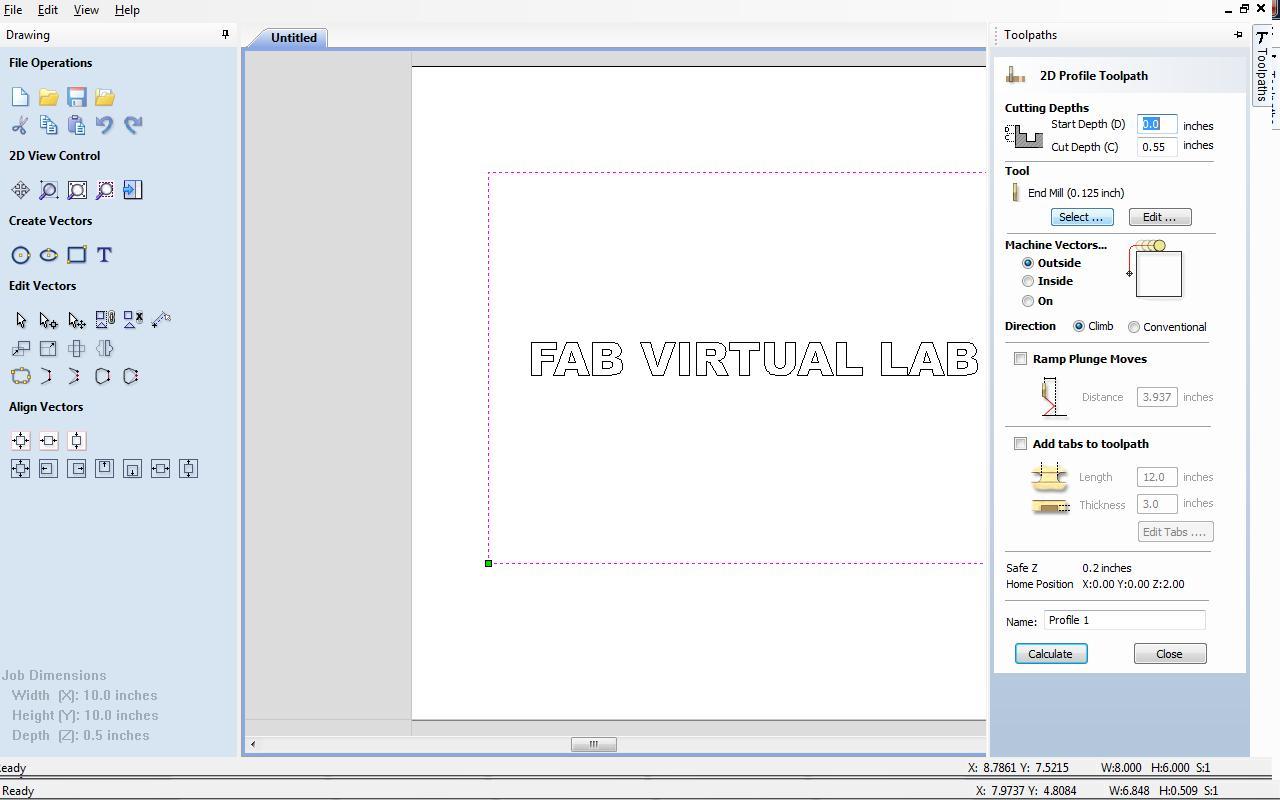 File Edit View Help
Drawing
File Operations
2D View Control
Create Vectors
T
Edit Vectors
Align Vectors
Job Dimensions
Width (X): 10.0 inches
Height (Y): 10.0 inches
Depth (Z): 0.5 inches
Untitled
FAB VIRTUAL LAB
Toolpaths
Toolpaths
2D Profile Toolpath
Cutting Depths
Start Depth (D) 0.0 inches
Cut Depth (C) 0.55 inches
Tool
End Mill (0.125 inch)
Select ... Edit ...
Machine Vectors...
Outside
Inside
On
Direction Climb Conventional
Ramp Plunge Moves
Distance 3.937 inches
Add tabs to toolpath
Length 12.0 inches
Thickness 3.0 inches
Edit Tabs ....
Safe Z 0.2 inches
Home Position X:0.00 Y:0.00 Z:2.00
Name: Profile 1
Calculate Close
eady X: 8.7861 Y: 7.5215 W:8.000 H:6.000 S:1
Ready X: 7.9737 Y: 4.8084 W:6.848 H:0.509 S:1